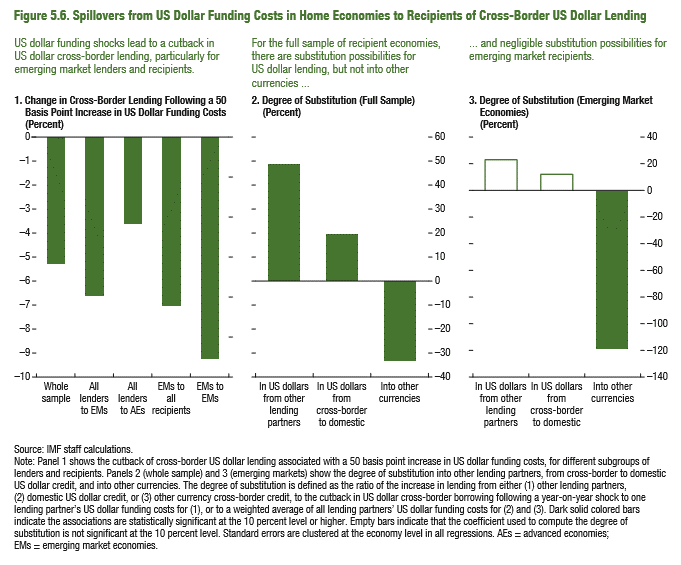 Figure 5.6. Spillovers from US Dollar Funding Costs in Home Economies to Recipients of Cross-Border US Dollar Lending
US dollar funding shocks lead to a cutback in
US dollar cross-border lending, particularly for
emerging market lenders and recipients.
For the full sample of recipient economies,
there are substitution possibilities for
US dollar lending, but not into other
currencies ...
... and negligible substitution possibilities for
emerging market recipients.
1. Change in Cross-Border Lending Following a 50
Basis Point Increase in US Dollar Funding Costs
(Percent)
0
–1
–2
–3
–4
–5
–6
–7
–8
–9
–10
Whole
sample
All
lenders
to EMs
All
lenders
to AEs
EMs to
all
recipients
EMs to
EMs
2. Degree of Substitution (Full Sample)
(Percent)
60
50
40
30
20
10
0
–10
–20
–30
–40
In US dollars
from other
lending
partners
In US dollars
from
cross-border
to domestic
Into other
currencies
3. Degree of Substitution (Emerging Market
Economies)
(Percent)
40
20
0
–20
–40
–60
–80
–100
–120
–140
In US dollars
from other
lending
partners
In US dollars
from
cross-border
to domestic
Into other
currencies
Source: IMF staff calculations.
Note: Panel 1 shows the cutback of cross-border US dollar lending associated with a 50 basis point increase in US dollar funding costs, for different subgroups of
lenders and recipients. Panels 2 (whole sample) and 3 (emerging markets) show the degree of substitution into other lending partners, from cross-border to domestic
US dollar credit, and into other currencies. The degree of substitution is defined as the ratio of the increase in lending from either (1) other lending partners,
(2) domestic US dollar credit, or (3) other currency cross-border credit, to the cutback in US dollar cross-border borrowing following a year-on-year shock to one
lending partner's US dollar funding costs for (1), or to a weighted average of all lending partners' US dollar funding costs for (2) and (3). Dark solid colored bars
indicate the associations are statistically significant at the 10 percent level or higher. Empty bars indicate that the coefficient used to compute the degree of
substitution is not significant at the 10 percent level. Standard errors are clustered at the economy level in all regressions. AEs = advanced economies;
EMs = emerging market economies.